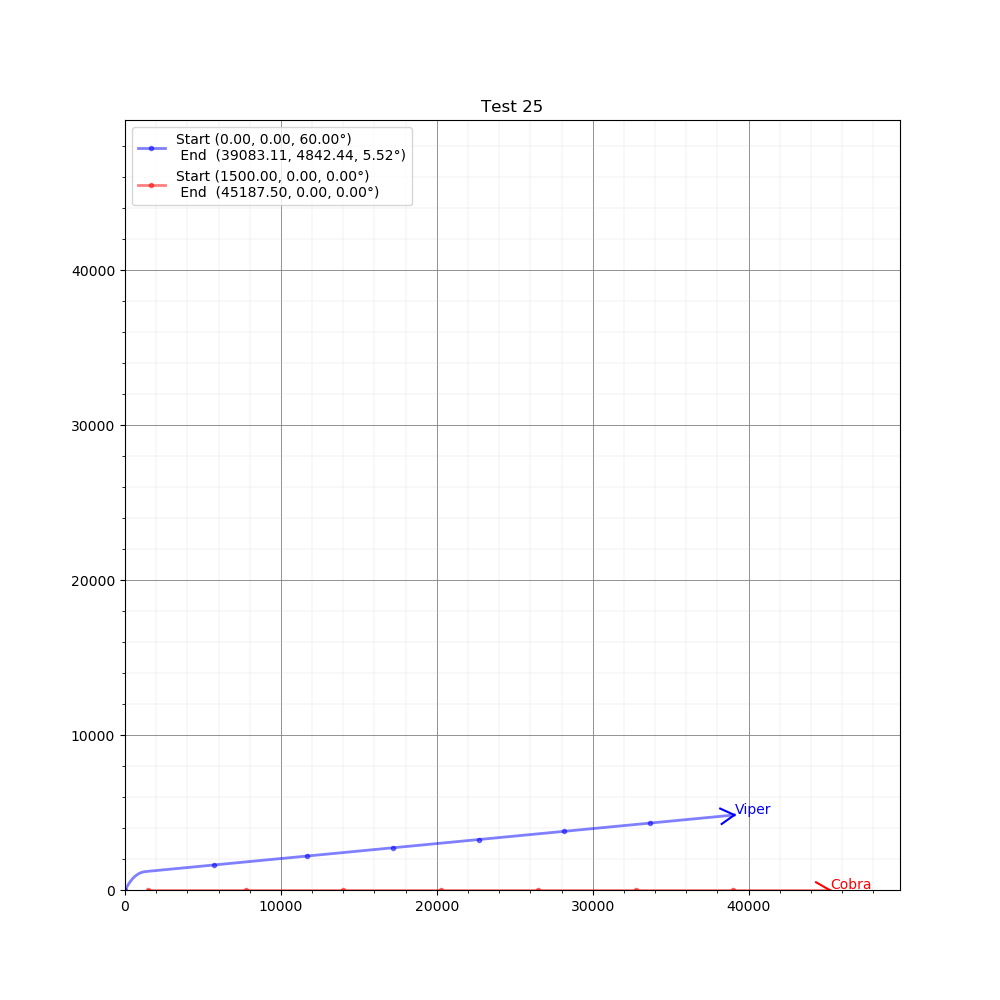 Test 25
Start (0.00, 0.00, 60.00°)
End (39083.11, 4842.44, 5.52°)
Start (1500.00, 0.00, 0.00°)
End (45187.50, 0.00, 0.00°)
40000
30000
20000
10000
0
Viper
Cobra
0 10000 20000 30000 40000